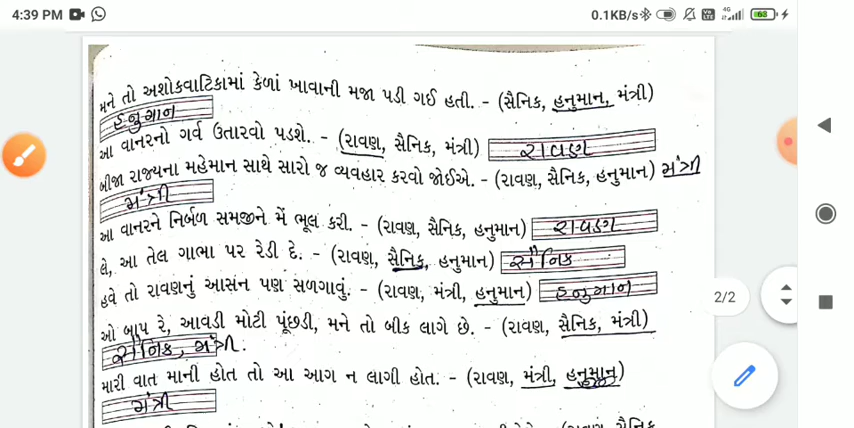 4:39 PM
0.1KB/s 4G 63
મને તો અશોકવાટિકામાં કેળાં ખાવાની મજા પડી ગઈ હતી. – (સૈનિક, હનુમાન, મંત્રી)
હનુમાન
આ વાનરનો ગર્વ ઉતારવો પડશે. – (રાવણ, સૈનિક, મંત્રી) રાવણ
બીજા રાજ્યના મહેમાન સાથે સારો જ વ્યવહાર કરવો જોઈએ. – (રાવણ, સૈનિક, હનુમાન) મંત્રી
મંત્રી
આ વાનરને નિર્બળ સમજીને મેં ભૂલ કરી. – (રાવણ, સૈનિક, હનુમાન) રાવણ
લે, આ તેલ ગાભા પર રેડી દે. – (રાવણ, સૈનિક, હનુમાન) સૈનિક
હવે તો રાવણનું આસન પણ સળગાવું. – (રાવણ, મંત્રી, હનુમાન) હનુમાન
2/2
ઓ બાપ રે, આવડી મોટી પૂંછડી, મને તો બીક લાગે છે. – (રાવણ, સૈનિક, મંત્રી)
સૈનિક, મંત્રી.
મારી વાત માની હોત તો આ આગ ન લાગી હોત. – (રાવણ, મંત્રી, હનુમાન)
મંત્રી